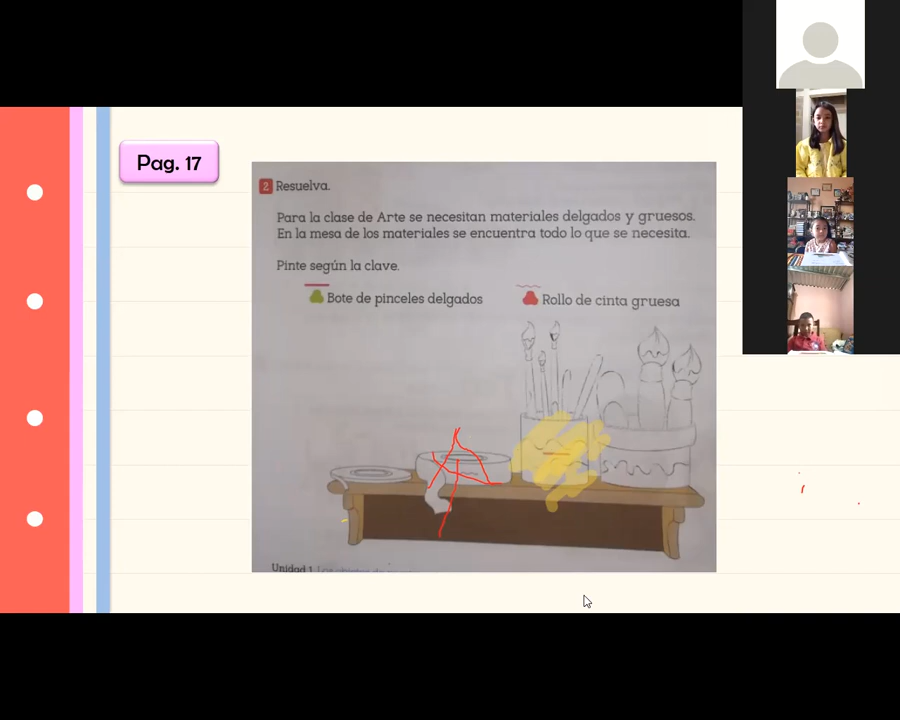 Pag. 17
2 Resuelva.
Para la clase de Arte se necesitan materiales delgados y gruesos.
En la mesa de los materiales se encuentra todo lo que se necesita.
Pinte según la clave.
Bote de pinceles delgados
Rollo de cinta gruesa
Unidad 1